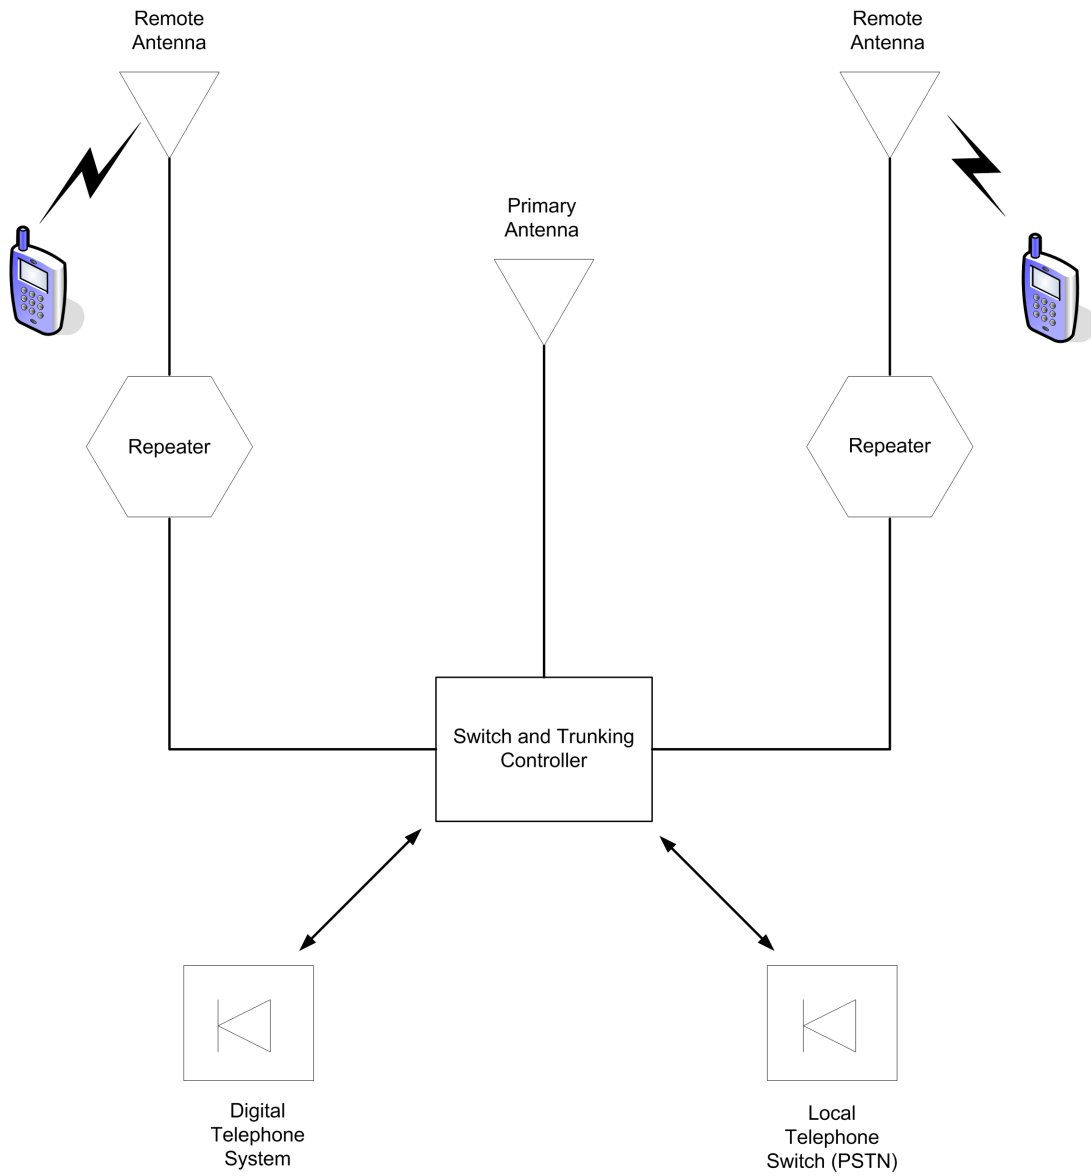 Remote
Antenna
Remote
Antenna
Primary
Antenna
Repeater
Repeater
Switch and Trunking
Controller
Digital
Telephone
System
Local
Telephone
Switch (PSTN)